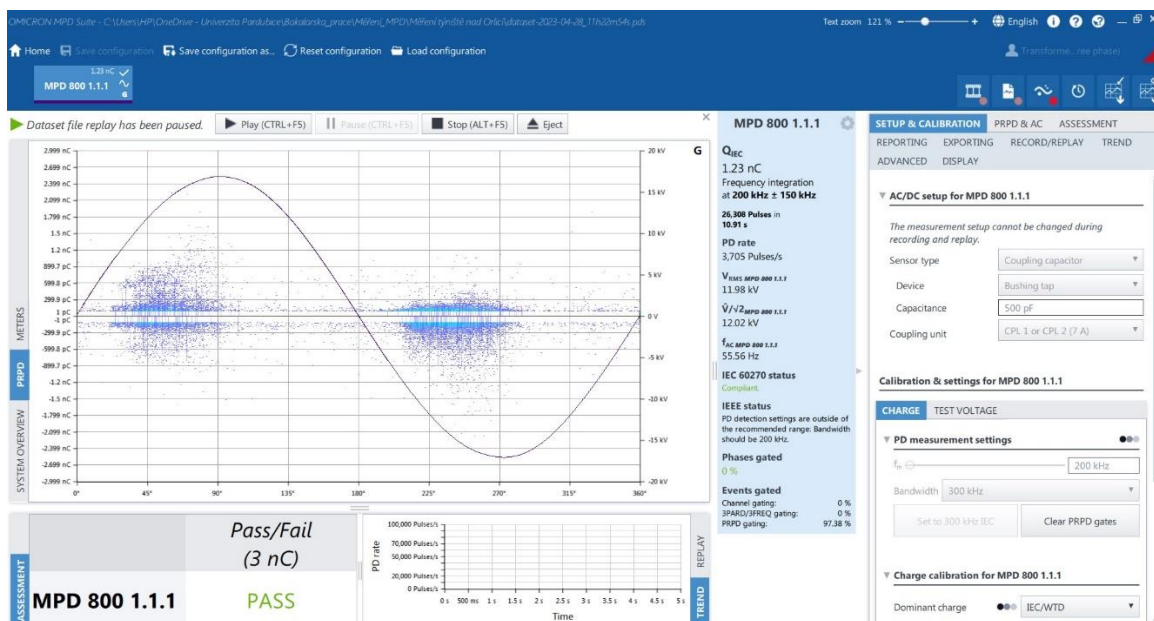 OMICRON MPD Suite - C:\Users\HP\OneDrive - Univerzita Pardubice\Bakalarska_prace\Měření_MPD\Měření týniště nad Orlicí\dataset-2023-04-28_11h22m54s.pds
Text zoom 121 % − + English
Home Save configuration Save configuration as... Reset configuration Load configuration
Transforme...ree phase)
1.23 nC
MPD 800 1.1.1
G
Dataset file replay has been paused. Play (CTRL+F5) Pause (CTRL+F5) Stop (ALT+F5) Eject
METERS
PRPD
SYSTEM OVERVIEW
G
2.999 nC
2.699 nC
2.399 nC
2.099 nC
1.799 nC
1.5 nC
1.2 nC
899.7 pC
599.8 pC
299.9 pC
1 pC
-1 pC
-299.9 pC
-599.8 pC
-899.7 pC
-1.2 nC
-1.5 nC
-1.799 nC
-2.099 nC
-2.399 nC
-2.699 nC
-2.999 nC
20 kV
15 kV
10 kV
5 kV
0 V
-5 kV
-10 kV
-15 kV
-20 kV
0° 45° 90° 135° 180° 225° 270° 315° 360°
ASSESSMENT
Pass/Fail
(3 nC)
MPD 800 1.1.1 PASS
PD rate
100,000 Pulses/s
70,000 Pulses/s
50,000 Pulses/s
20,000 Pulses/s
0 Pulses/s
0 s 500 ms 1 s 1.5 s 2 s 2.5 s 3 s 3.5 s 4 s 4.5 s 5 s
Time
REPLAY
TREND
MPD 800 1.1.1
QIEC
1.23 nC
Frequency integration
at 200 kHz ± 150 kHz
26,308 Pulses in
10.91 s
PD rate
3,705 Pulses/s
VRMS MPD 800 1.1.1
11.98 kV
V̂/√2 MPD 800 1.1.1
12.02 kV
fAC MPD 800 1.1.1
55.56 Hz
IEC 60270 status
Compliant.
IEEE status
PD detection settings are outside of
the recommended range: Bandwidth
should be 200 kHz.
Phases gated
0 %
Events gated
Channel gating: 0 %
3PARD/3FREQ gating: 0 %
PRPD gating: 97.38 %
SETUP & CALIBRATION PRPD & AC ASSESSMENT
REPORTING EXPORTING RECORD/REPLAY TREND
ADVANCED DISPLAY
AC/DC setup for MPD 800 1.1.1
The measurement setup cannot be changed during
recording and replay.
Sensor type Coupling capacitor
Device Bushing tap
Capacitance 500 pF
Coupling unit CPL 1 or CPL 2 (7 A)
Calibration & settings for MPD 800 1.1.1
CHARGE TEST VOLTAGE
PD measurement settings
fm 200 kHz
Bandwidth 300 kHz
Set to 300 kHz IEC Clear PRPD gates
Charge calibration for MPD 800 1.1.1
Dominant charge IEC/WTD